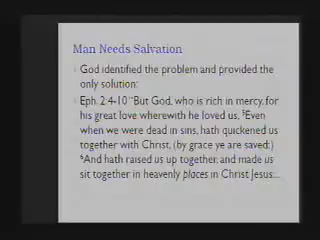 Man Needs Salvation
God identified the problem and provided the
only solution:
Eph. 2:4-10 "But God, who is rich in mercy, for
his great love wherewith he loved us, ⁵Even
when we were dead in sins, hath quickened us
together with Christ, (by grace ye are saved;)
⁶And hath raised us up together, and made us
sit together in heavenly places in Christ Jesus:...